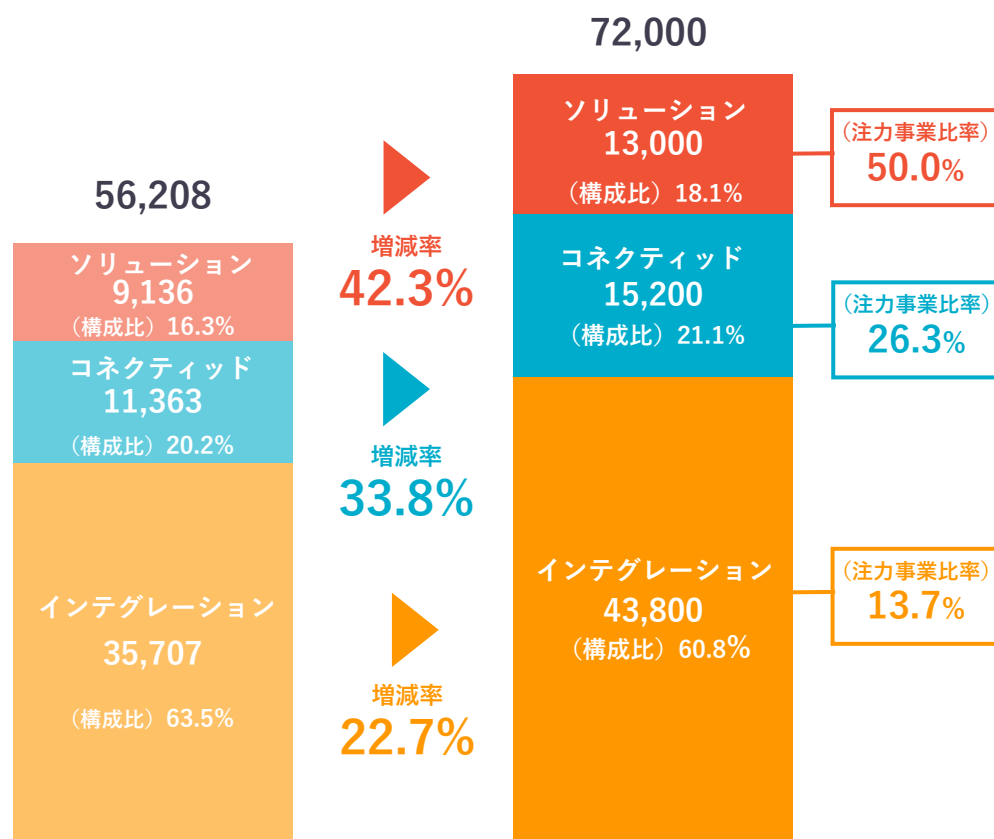 56,208
ソリューション
9,136
（構成比）16.3%
コネクティッド
11,363
（構成比）20.2%
インテグレーション
35,707
（構成比）63.5%
増減率
42.3%
増減率
33.8%
増減率
22.7%
72,000
ソリューション
13,000
（構成比）18.1%
コネクティッド
15,200
（構成比）21.1%
インテグレーション
43,800
（構成比）60.8%
（注力事業比率）
50.0%
（注力事業比率）
26.3%
（注力事業比率）
13.7%